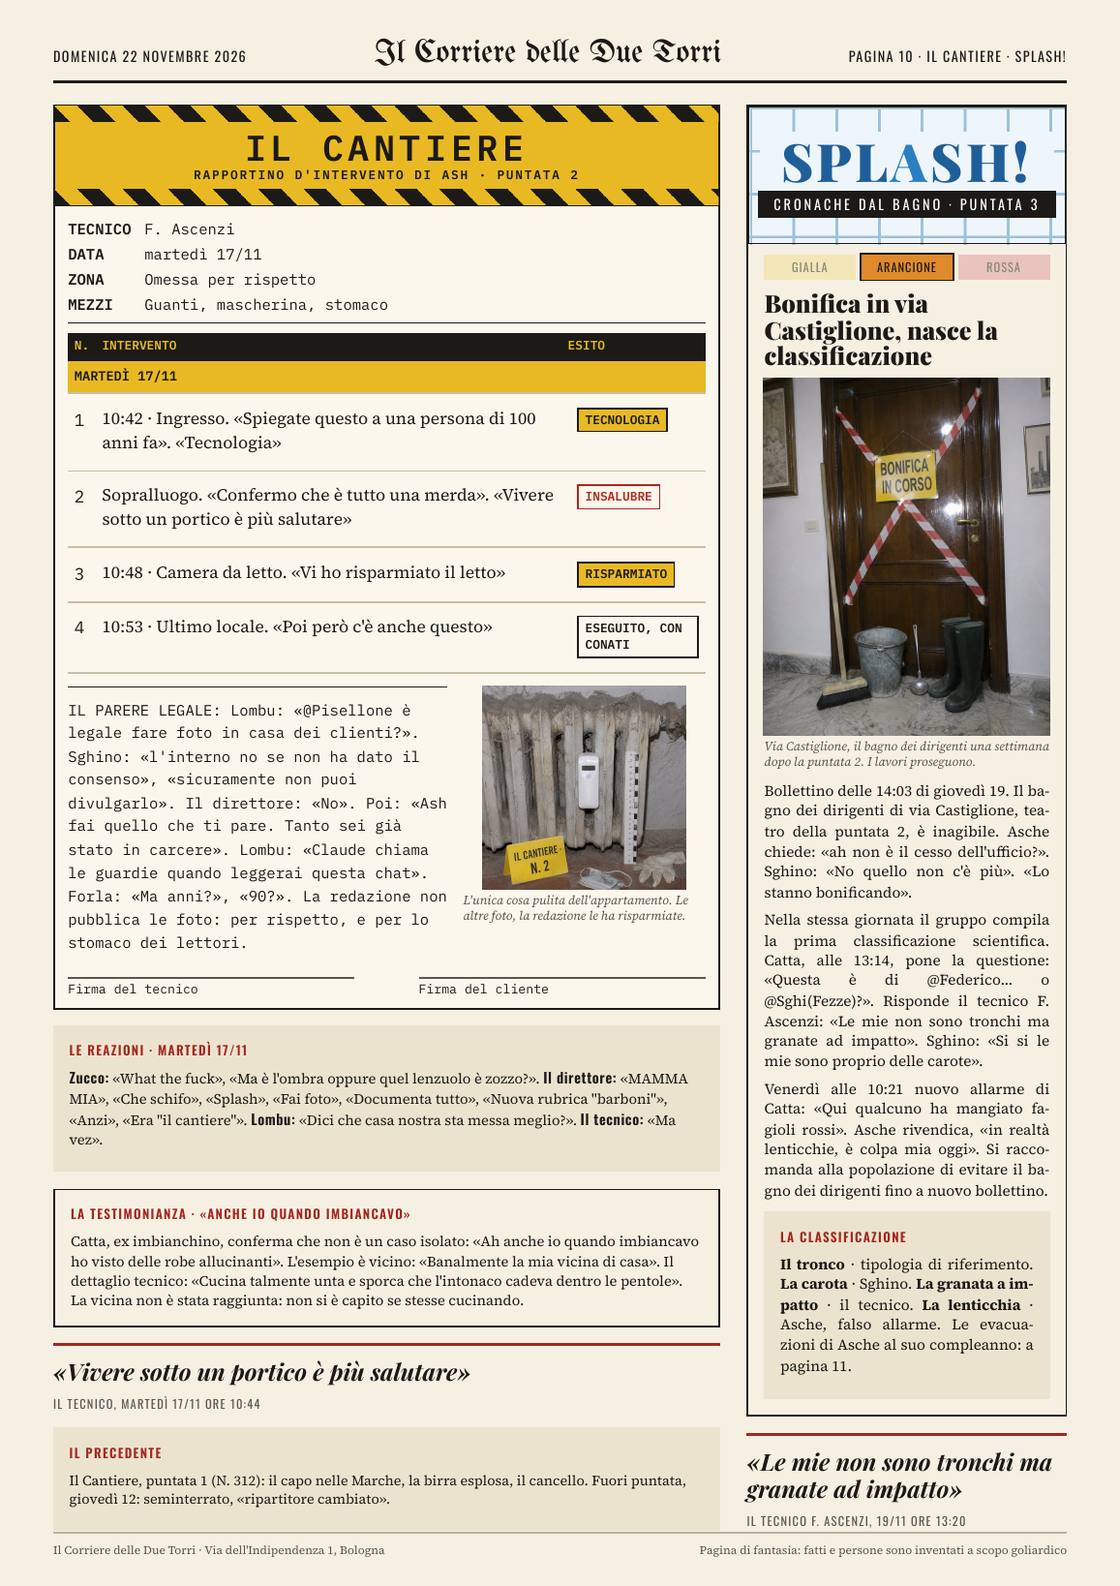 DOMENICA 22 NOVEMBRE 2026
Il Corriere delle Due Torri
PAGINA 10 · IL CANTIERE · SPLASH!
IL CANTIERE
RAPPORTINO D'INTERVENTO DI ASH · PUNTATA 2
TECNICO F. Ascenzi
DATA martedì 17/11
ZONA Omessa per rispetto
MEZZI Guanti, mascherina, stomaco
N. INTERVENTO ESITO
MARTEDÌ 17/11
1 10:42 · Ingresso. «Spiegate questo a una persona di 100
anni fa». «Tecnologia»
TECNOLOGIA
2 Sopralluogo. «Confermo che è tutto una merda». «Vivere
sotto un portico è più salutare»
INSALUBRE
3 10:48 · Camera da letto. «Vi ho risparmiato il letto»
RISPARMIATO
4 10:53 · Ultimo locale. «Poi però c'è anche questo»
ESEGUITO, CON
CONATI
IL PARERE LEGALE: Lombu: «@Pisellone è
legale fare foto in casa dei clienti?».
Sghino: «l'interno no se non ha dato il
consenso», «sicuramente non puoi
divulgarlo». Il direttore: «No». Poi: «Ash
fai quello che ti pare. Tanto sei già
stato in carcere». Lombu: «Claude chiama
le guardie quando leggerai questa chat».
Forla: «Ma anni?», «90?». La redazione non
pubblica le foto: per rispetto, e per lo
stomaco dei lettori.
IL CANTIERE ·
N. 2
L'unica cosa pulita dell'appartamento. Le
altre foto, la redazione le ha risparmiate.
Firma del tecnico
Firma del cliente
LE REAZIONI · MARTEDÌ 17/11
Zucco: «What the fuck», «Ma è l'ombra oppure quel lenzuolo è zozzo?». Il direttore: «MAMMA
MIA», «Che schifo», «Splash», «Fai foto», «Documenta tutto», «Nuova rubrica "barboni"»,
«Anzi», «Era "il cantiere"». Lombu: «Dici che casa nostra sta messa meglio?». Il tecnico: «Ma
vez».
LA TESTIMONIANZA · «ANCHE IO QUANDO IMBIANCAVO»
Catta, ex imbianchino, conferma che non è un caso isolato: «Ah anche io quando imbiancavo
ho visto delle robe allucinanti». L'esempio è vicino: «Banalmente la mia vicina di casa». Il
dettaglio tecnico: «Cucina talmente unta e sporca che l'intonaco cadeva dentro le pentole».
La vicina non è stata raggiunta: non si è capito se stesse cucinando.
«Vivere sotto un portico è più salutare»
IL TECNICO, MARTEDÌ 17/11 ORE 10:44
IL PRECEDENTE
Il Cantiere, puntata 1 (N. 312): il capo nelle Marche, la birra esplosa, il cancello. Fuori puntata,
giovedì 12: seminterrato, «ripartitore cambiato».
SPLASH!
CRONACHE DAL BAGNO · PUNTATA 3
GIALLA
ARANCIONE
ROSSA
Bonifica in via
Castiglione, nasce la
classificazione
BONIFICA
IN CORSO
Via Castiglione, il bagno dei dirigenti una settimana
dopo la puntata 2. I lavori proseguono.
Bollettino delle 14:03 di giovedì 19. Il ba-
gno dei dirigenti di via Castiglione, tea-
tro della puntata 2, è inagibile. Asche
chiede: «ah non è il cesso dell'ufficio?».
Sghino: «No quello non c'è più». «Lo
stanno bonificando».
Nella stessa giornata il gruppo compila
la prima classificazione scientifica.
Catta, alle 13:14, pone la questione:
«Questa è di @Federico... o
@Sghi(Fezze)?». Risponde il tecnico F.
Ascenzi: «Le mie non sono tronchi ma
granate ad impatto». Sghino: «Si si le
mie sono proprio delle carote».
Venerdì alle 10:21 nuovo allarme di
Catta: «Qui qualcuno ha mangiato fa-
gioli rossi». Asche rivendica, «in realtà
lenticchie, è colpa mia oggi». Si racco-
manda alla popolazione di evitare il ba-
gno dei dirigenti fino a nuovo bollettino.
LA CLASSIFICAZIONE
Il tronco · tipologia di riferimento.
La carota · Sghino. La granata a im-
patto · il tecnico. La lenticchia ·
Asche, falso allarme. Le evacua-
zioni di Asche al suo compleanno: a
pagina 11.
«Le mie non sono tronchi ma
granate ad impatto»
IL TECNICO F. ASCENZI, 19/11 ORE 13:20
Il Corriere delle Due Torri · Via dell'Indipendenza 1, Bologna
Pagina di fantasia: fatti e persone sono inventati a scopo goliardico